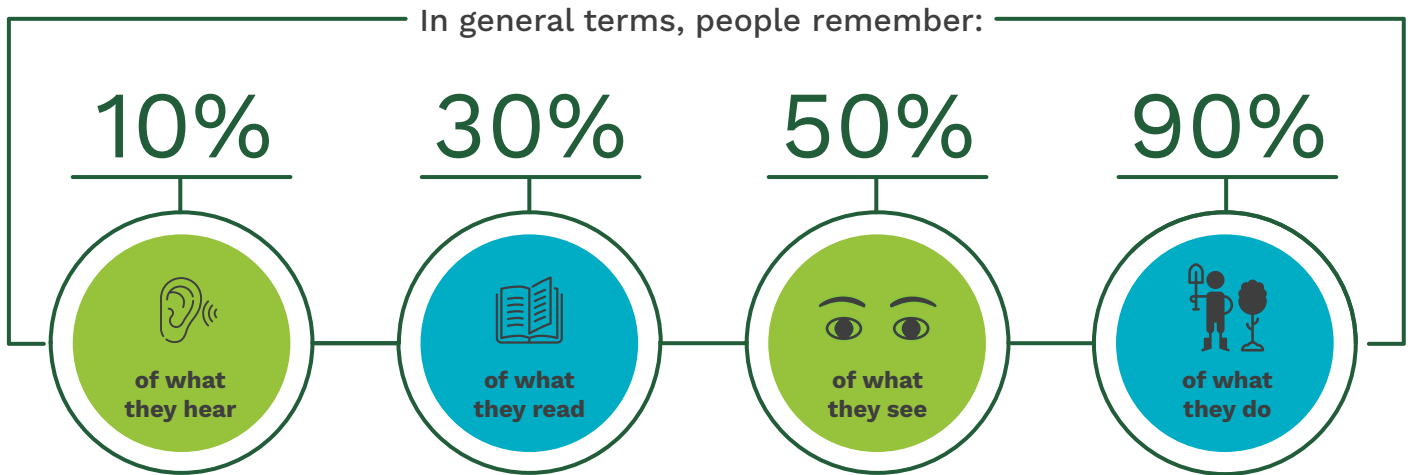 In general terms, people remember:
10%
of what
they hear
30%
of what
they read
50%
of what
they see
90%
of what
they do